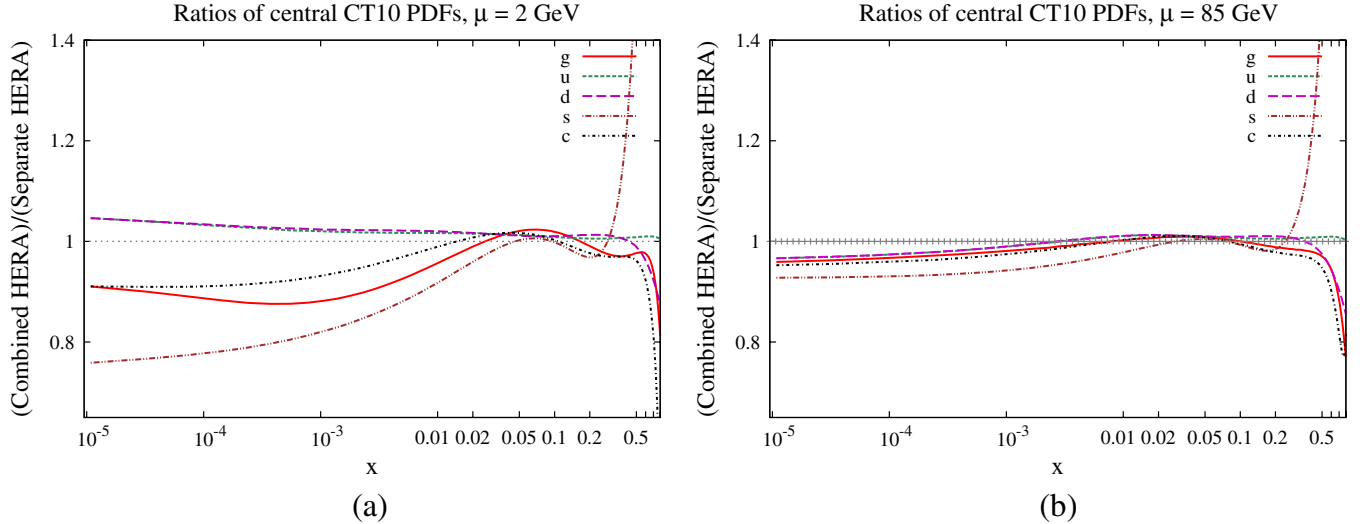 Ratios of central CT10 PDFs, μ = 2 GeV
(Combined HERA)/(Separate HERA)
1.4
1.2
1
0.8
g
u
d
s
c
10^-5
10^-4
10^-3
0.01
0.02
0.05
0.1
0.2
0.5
x
(a)
Ratios of central CT10 PDFs, μ = 85 GeV
(Combined HERA)/(Separate HERA)
1.4
1.2
1
0.8
g
u
d
s
c
10^-5
10^-4
10^-3
0.01
0.02
0.05
0.1
0.2
0.5
x
(b)